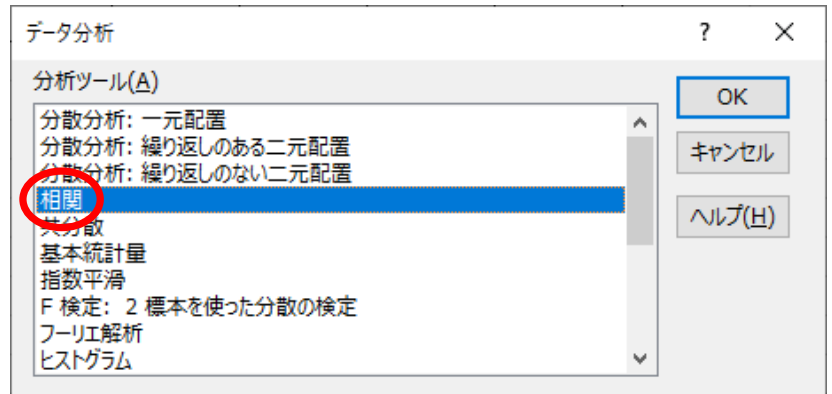 データ分析
?
×
分析ツール(A)
分散分析: 一元配置
分散分析: 繰り返しのある二元配置
分散分析: 繰り返しのない二元配置
相関
共分散
基本統計量
指数平滑
F 検定: 2 標本を使った分散の検定
フーリエ解析
ヒストグラム
OK
キャンセル
ヘルプ(H)